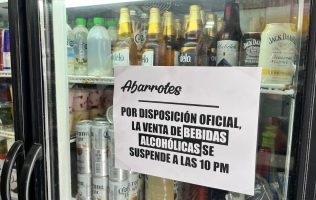 Abarrotes
POR DISPOSICIÓN OFICIAL,
LA VENTA DE BEBIDAS
ALCOHÓLICAS SE
SUSPENDE A LAS 10 PM
JACK DANIEL'S